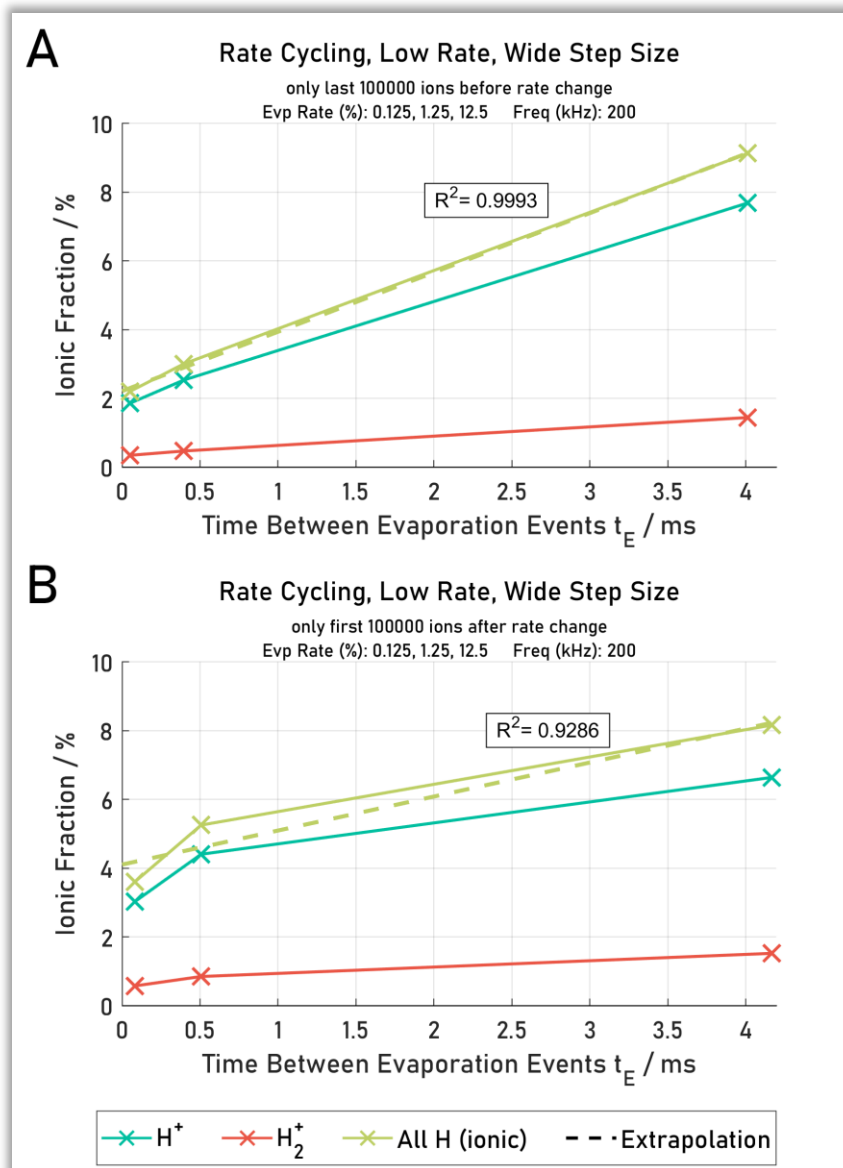 A
Rate Cycling, Low Rate, Wide Step Size
only last 100000 ions before rate change
Evp Rate (%): 0.125, 1.25, 12.5 Freq (kHz): 200
Ionic Fraction / %
10
8
6
4
2
0
R²= 0.9993
0 0.5 1 1.5 2 2.5 3 3.5 4
Time Between Evaporation Events t_E / ms
B
Rate Cycling, Low Rate, Wide Step Size
only first 100000 ions after rate change
Evp Rate (%): 0.125, 1.25, 12.5 Freq (kHz): 200
Ionic Fraction / %
10
8
6
4
2
0
R²= 0.9286
0 0.5 1 1.5 2 2.5 3 3.5 4
Time Between Evaporation Events t_E / ms
H⁺ H₂⁺ All H (ionic) Extrapolation